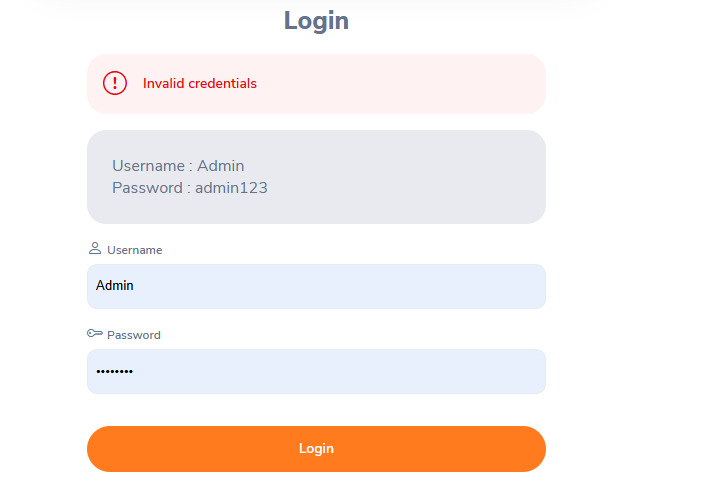 Login
Invalid credentials
Username : Admin
Password : admin123
Username
Admin
Password
••••••••
Login